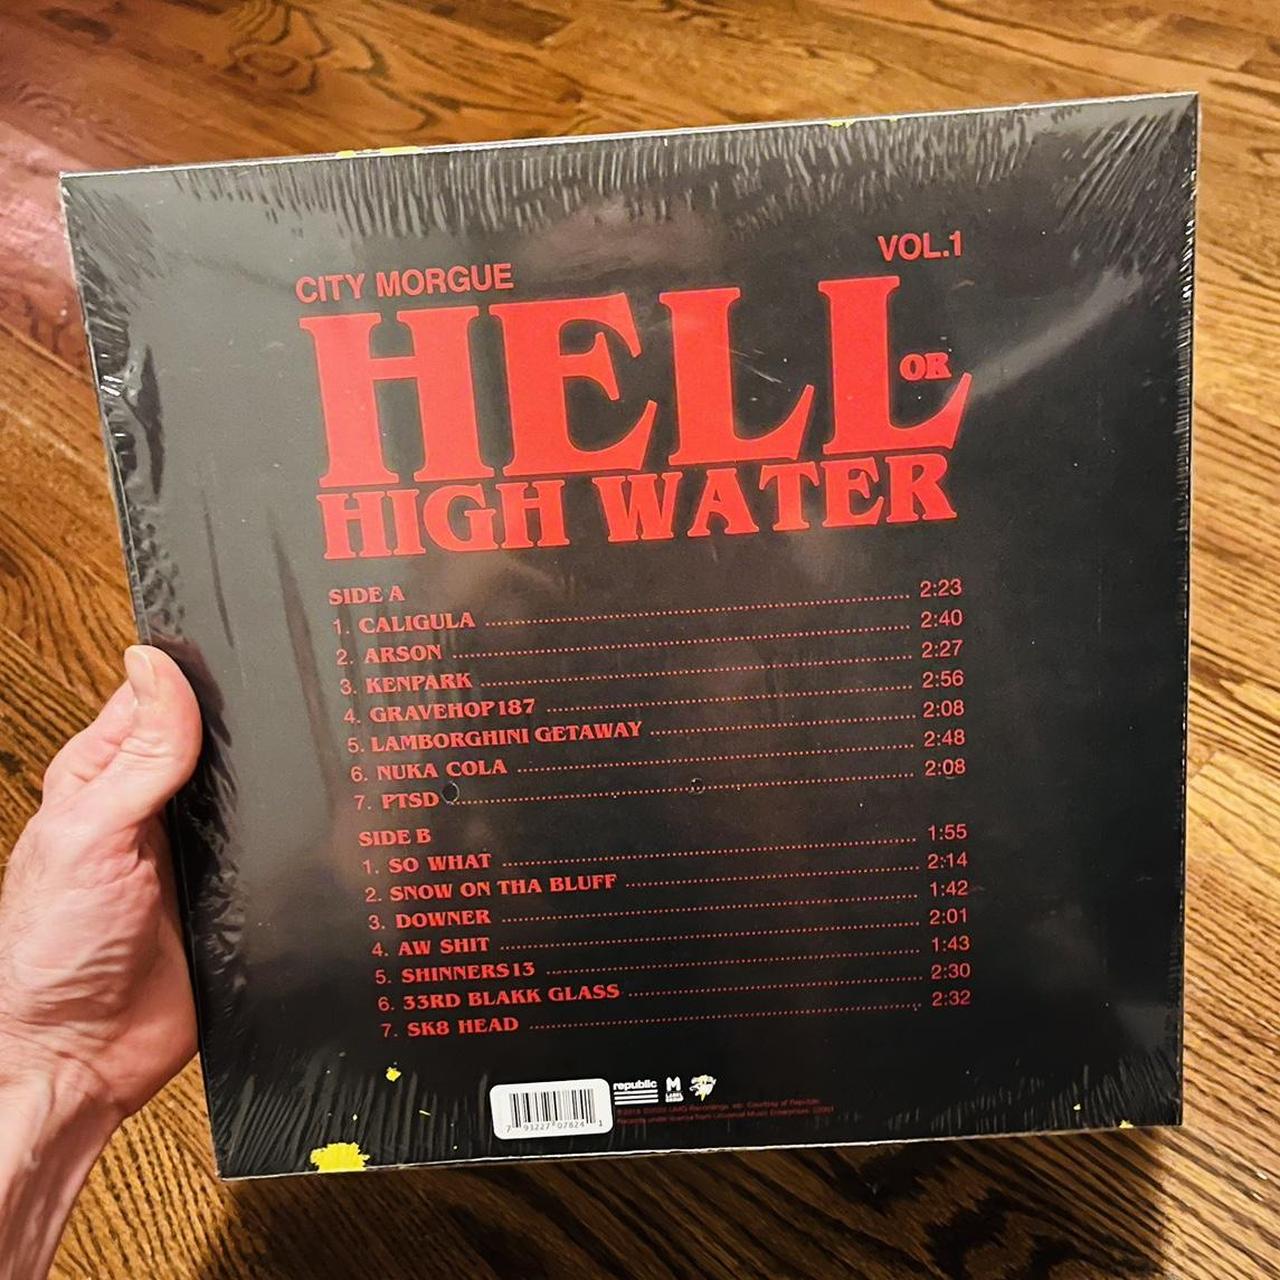 CITY MORGUE
VOL.1
HELL OR
HIGH WATER
SIDE A
1. CALIGULA 2:23
2. ARSON 2:40
3. KENPARK 2:27
4. GRAVEHOP187 2:56
5. LAMBORGHINI GETAWAY 2:08
6. NUKA COLA 2:48
7. PTSD 2:08
SIDE B
1. SO WHAT 1:55
2. SNOW ON THA BLUFF 2:14
3. DOWNER 1:42
4. AW SHIT 2:01
5. SHINNERS13 1:43
6. 33RD BLAKK GLASS 2:30
7. SK8 HEAD 2:32
republic
M
7 93227 07824 1